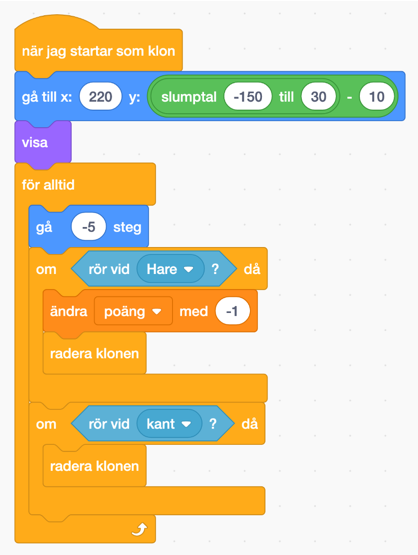 när jag startar som klon
gå till x: 220 y: slumptal -150 till 30 - 10
visa
för alltid
gå -5 steg
om rör vid Hare ? då
ändra poäng med -1
radera klonen
om rör vid kant ? då
radera klonen